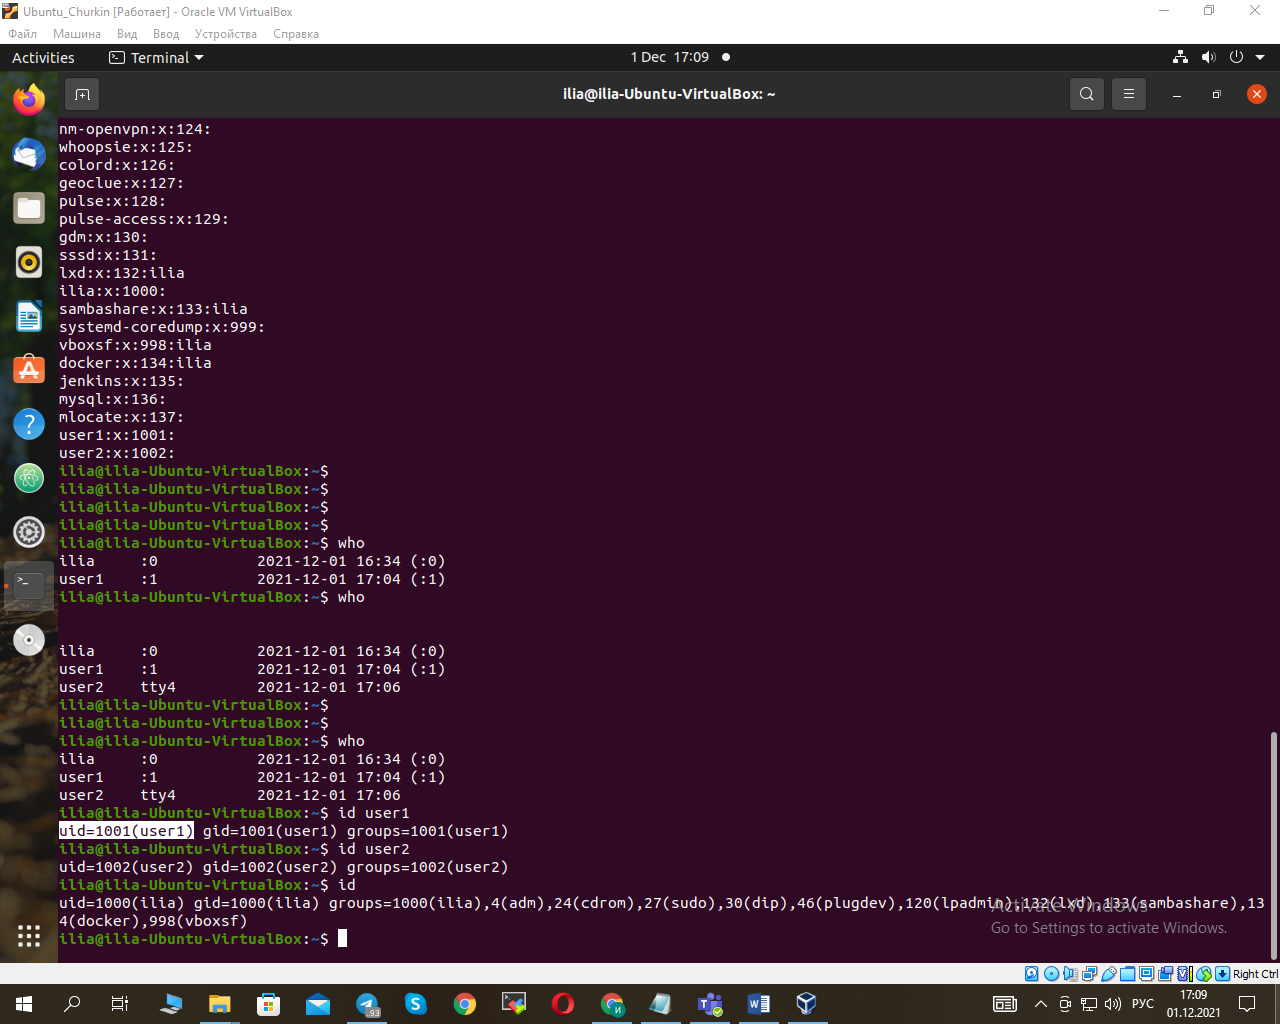 Ubuntu_Churkin [Работает] - Oracle VM VirtualBox
Файл Машина Вид Ввод Устройства Справка
Activities Terminal 1 Dec 17:09
ilia@ilia-Ubuntu-VirtualBox: ~
nm-openvpn:x:124:
whoopsie:x:125:
colord:x:126:
geoclue:x:127:
pulse:x:128:
pulse-access:x:129:
gdm:x:130:
sssd:x:131:
lxd:x:132:ilia
ilia:x:1000:
sambashare:x:133:ilia
systemd-coredump:x:999:
vboxsf:x:998:ilia
docker:x:134:ilia
jenkins:x:135:
mysql:x:136:
mlocate:x:137:
user1:x:1001:
user2:x:1002:
ilia@ilia-Ubuntu-VirtualBox:~$
ilia@ilia-Ubuntu-VirtualBox:~$
ilia@ilia-Ubuntu-VirtualBox:~$
ilia@ilia-Ubuntu-VirtualBox:~$
ilia@ilia-Ubuntu-VirtualBox:~$ who
ilia     :0           2021-12-01 16:34 (:0)
user1    :1           2021-12-01 17:04 (:1)
ilia@ilia-Ubuntu-VirtualBox:~$ who
ilia     :0           2021-12-01 16:34 (:0)
user1    :1           2021-12-01 17:04 (:1)
user2    tty4         2021-12-01 17:06
ilia@ilia-Ubuntu-VirtualBox:~$
ilia@ilia-Ubuntu-VirtualBox:~$
ilia@ilia-Ubuntu-VirtualBox:~$ who
ilia     :0           2021-12-01 16:34 (:0)
user1    :1           2021-12-01 17:04 (:1)
user2    tty4         2021-12-01 17:06
ilia@ilia-Ubuntu-VirtualBox:~$ id user1
uid=1001(user1) gid=1001(user1) groups=1001(user1)
ilia@ilia-Ubuntu-VirtualBox:~$ id user2
uid=1002(user2) gid=1002(user2) groups=1002(user2)
ilia@ilia-Ubuntu-VirtualBox:~$ id
uid=1000(ilia) gid=1000(ilia) groups=1000(ilia),4(adm),24(cdrom),27(sudo),30(dip),46(plugdev),120(lpadmin),132(lxd),133(sambashare),13
4(docker),998(vboxsf)
ilia@ilia-Ubuntu-VirtualBox:~$
Activate Windows
Go to Settings to activate Windows.
Right Ctrl
.93
РУС
17:09
01.12.2021